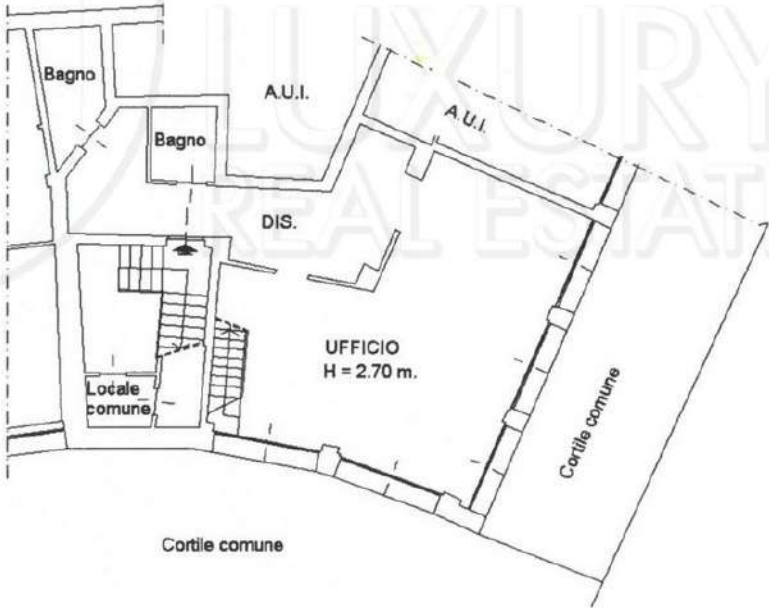 LUXURY
REAL ESTATE
Bagno
A.U.I.
A.U.I.
Bagno
DIS.
UFFICIO
H = 2.70 m.
Locale
comune
Cortile comune
Cortile comune